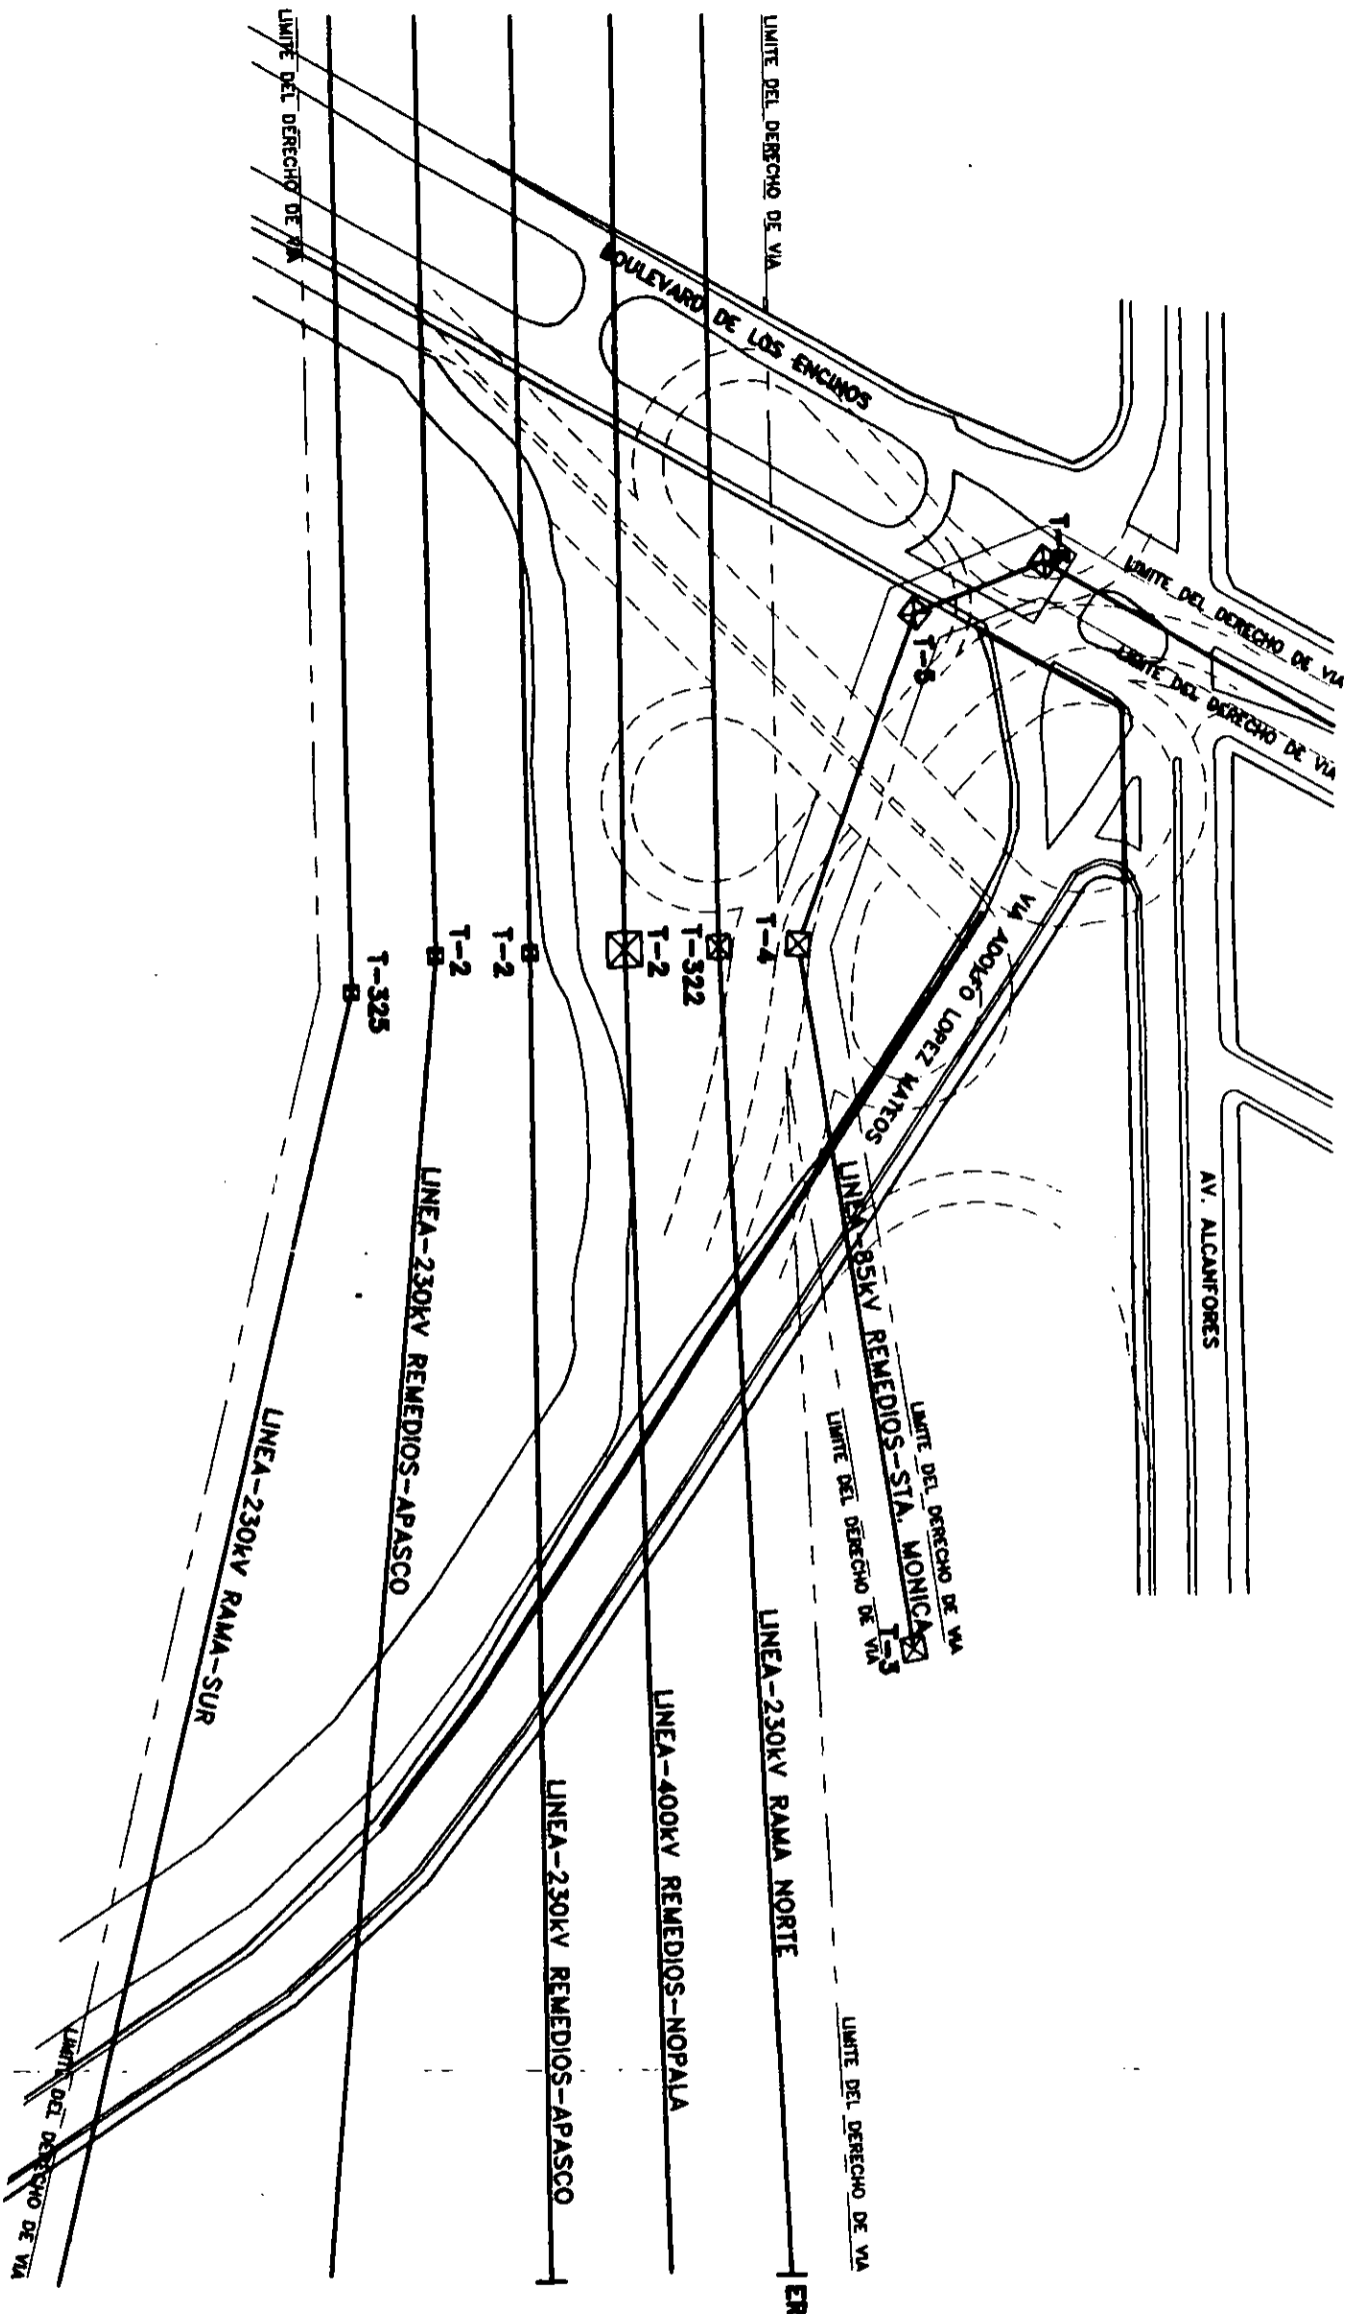 LIMITE DEL DERECHO DE VIA
LIMITE DEL DERECHO DE VIA
BOULEVARD DE LOS ENCINOS
LIMITE DEL DERECHO DE VIA
LIMITE DEL DERECHO DE VIA
T-5
T-4
T-322
T-2
T-2
T-2
T-325
VIA ADOLFO LOPEZ MATEOS
AV. ALCANFORES
LINEA-85kV REMEDIOS-STA. MONICA
LIMITE DEL DERECHO DE VIA
LIMITE DEL DERECHO DE VIA
T-3
LINEA-230kV REMEDIOS-APASCO
LINEA-230kV RAMA-SUR
LINEA-230kV RAMA NORTE
LINEA-400kV REMEDIOS-NOPALA
LINEA-230kV REMEDIOS-APASCO
LIMITE DEL DERECHO DE VIA
LIMITE DEL DERECHO DE VIA
ER